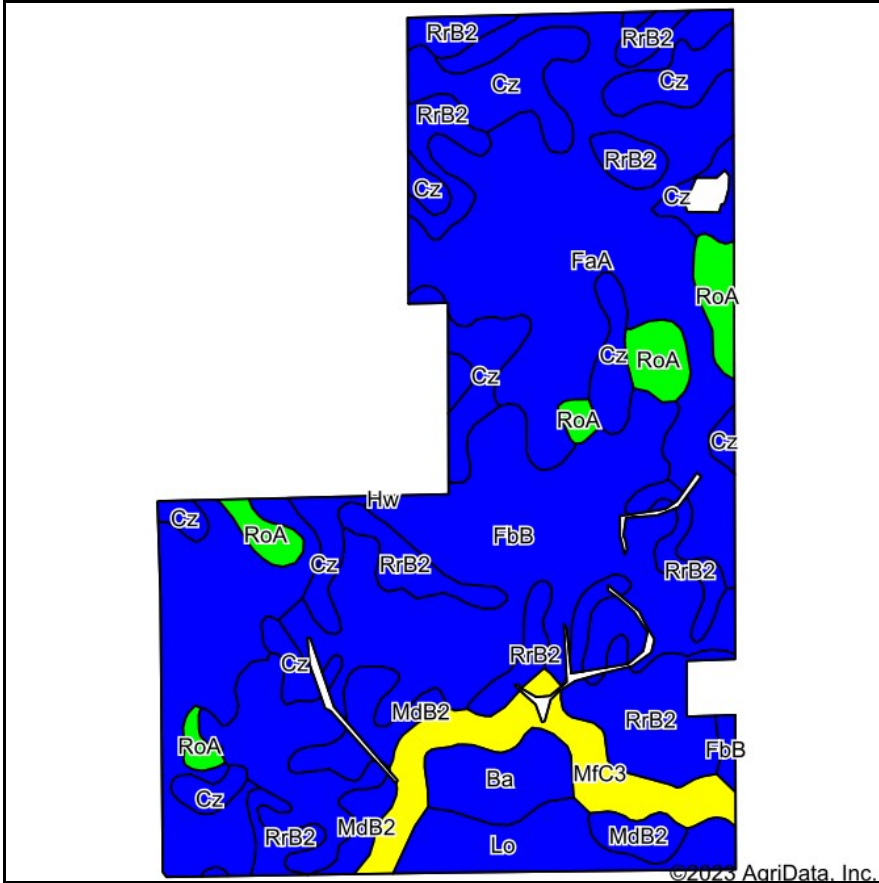 RrB2
RrB2
Cz
Cz
RrB2
RrB2
Cz
Cz
FaA
RoA
Cz
RoA
Cz
RoA
Cz
Hw
Cz
RoA
FbB
Cz
RrB2
RrB2
RrB2
Cz
MdB2
RrB2
RoA
FbB
Ba
MfC3
Cz
MdB2
RrB2
MdB2
Lo
©2023 AgriData, Inc.